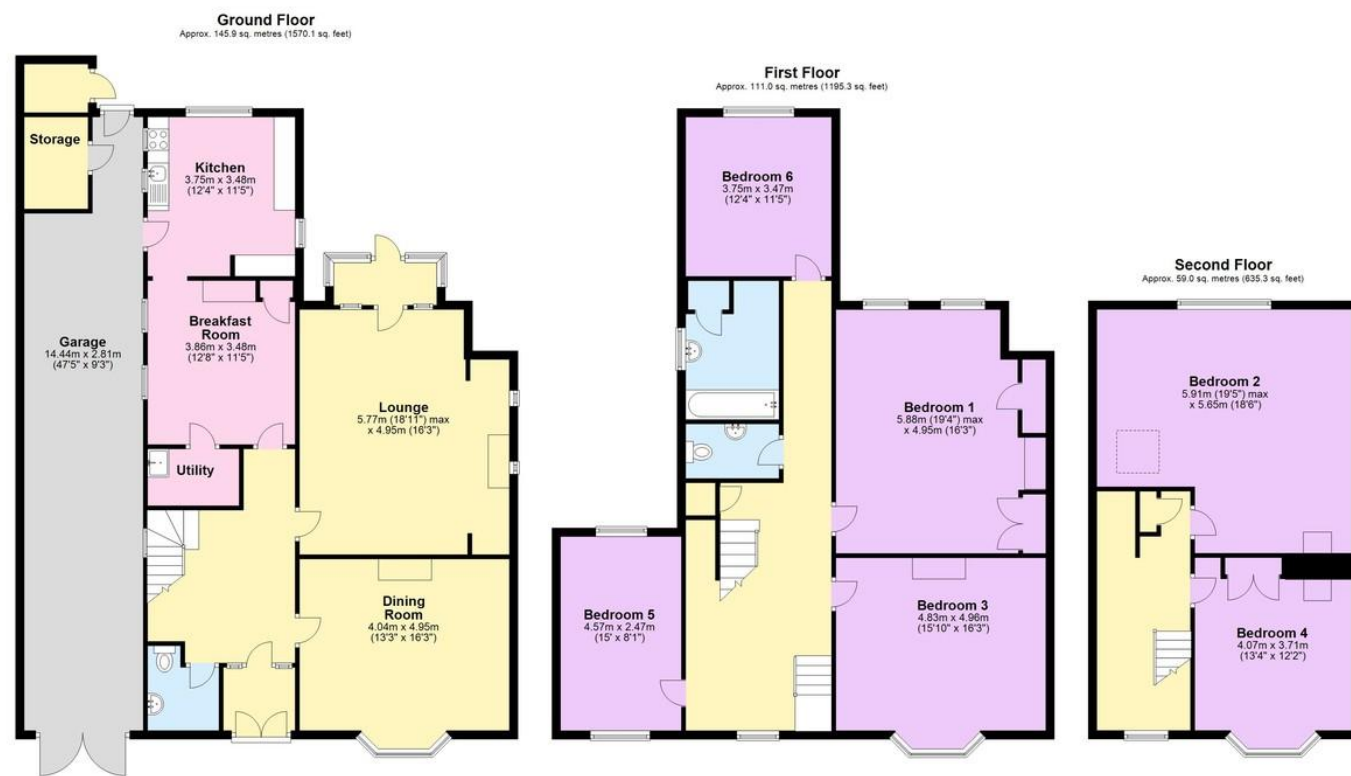 Ground Floor
Approx. 145.9 sq. metres (1570.1 sq. feet)
Storage
Kitchen
3.75m x 3.48m
(12'4" x 11'5")
Garage
14.44m x 2.81m
(47'5" x 9'3")
Breakfast
Room
3.86m x 3.48m
(12'8" x 11'5")
Lounge
5.77m (18'11") max
x 4.95m (16'3")
Utility
Dining
Room
4.04m x 4.95m
(13'3" x 16'3")
First Floor
Approx. 111.0 sq. metres (1195.3 sq. feet)
Bedroom 6
3.75m x 3.47m
(12'4" x 11'5")
Bedroom 1
5.88m (19'4") max
x 4.95m (16'3")
Bedroom 5
4.57m x 2.47m
(15' x 8'1")
Bedroom 3
4.83m x 4.96m
(15'10" x 16'3")
Second Floor
Approx. 59.0 sq. metres (635.3 sq. feet)
Bedroom 2
5.91m (19'5") max
x 5.65m (18'6")
Bedroom 4
4.07m x 3.71m
(13'4" x 12'2")